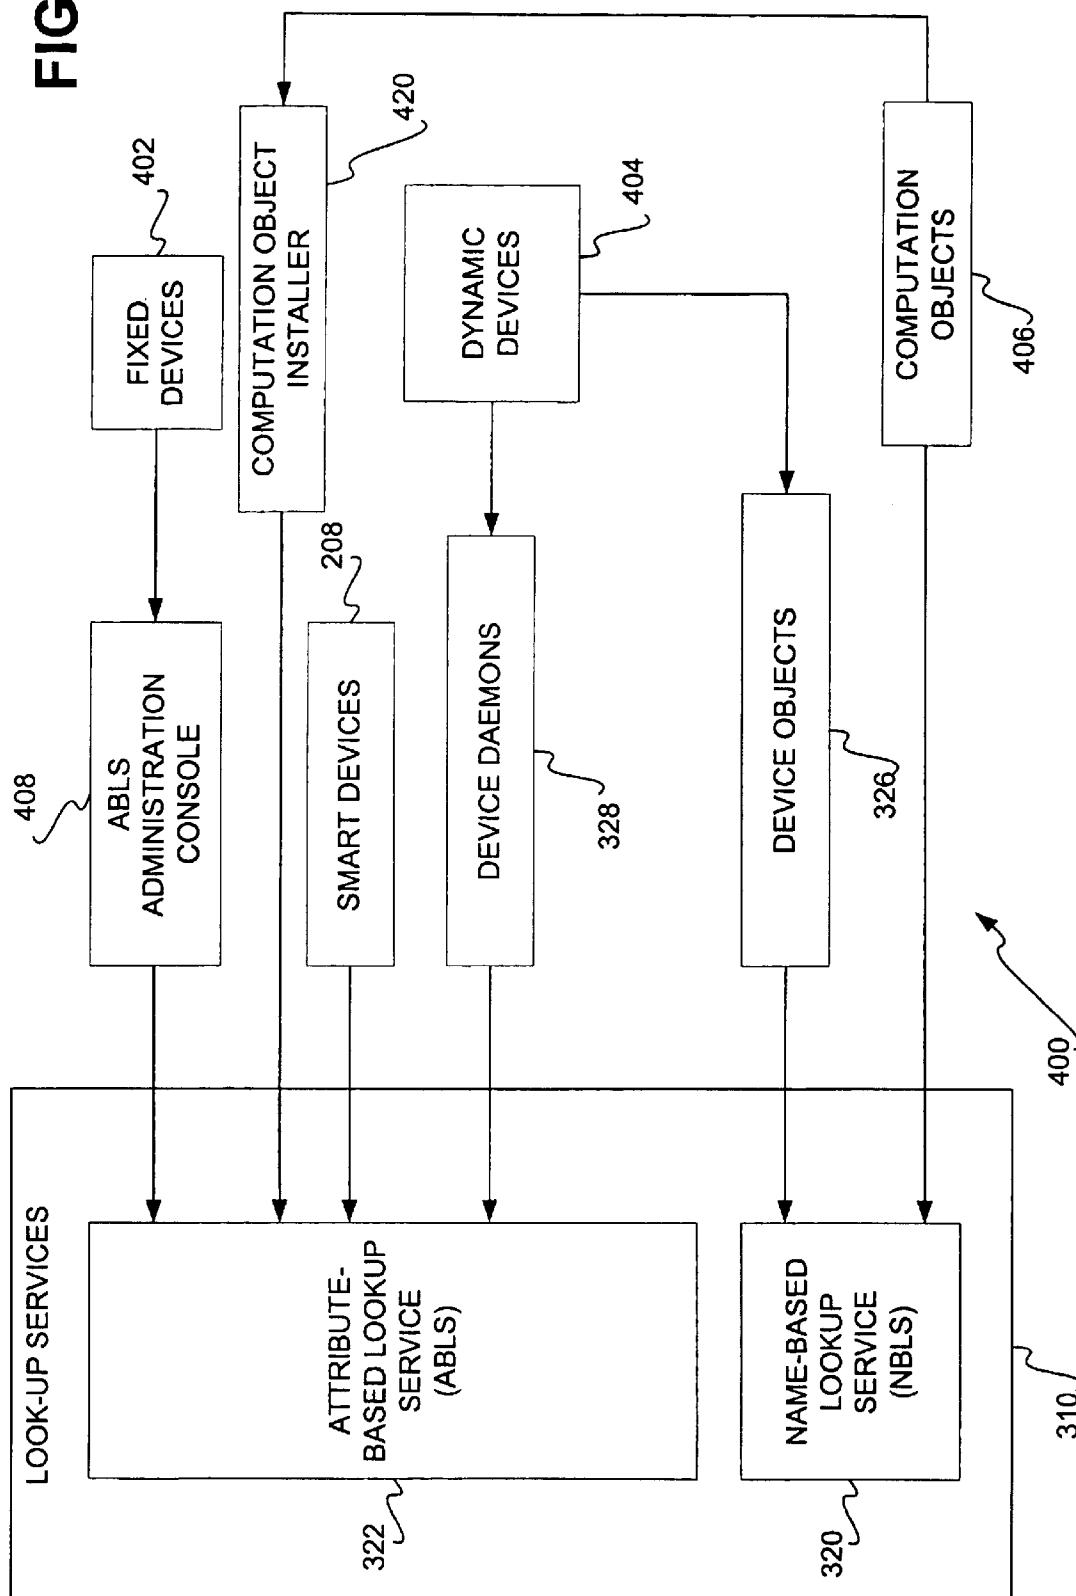 FIG
LOOK-UP SERVICES
ATTRIBUTE-
BASED LOOKUP
SERVICE
(ABLS)
322
NAME-BASED
LOOKUP
SERVICE
(NBLS)
320
310
408
ABLS
ADMINISTRATION
CONSOLE
FIXED
DEVICES
402
COMPUTATION OBJECT
INSTALLER
420
SMART DEVICES
208
DEVICE DAEMONS
328
DYNAMIC
DEVICES
404
DEVICE OBJECTS
326
COMPUTATION
OBJECTS
406
400